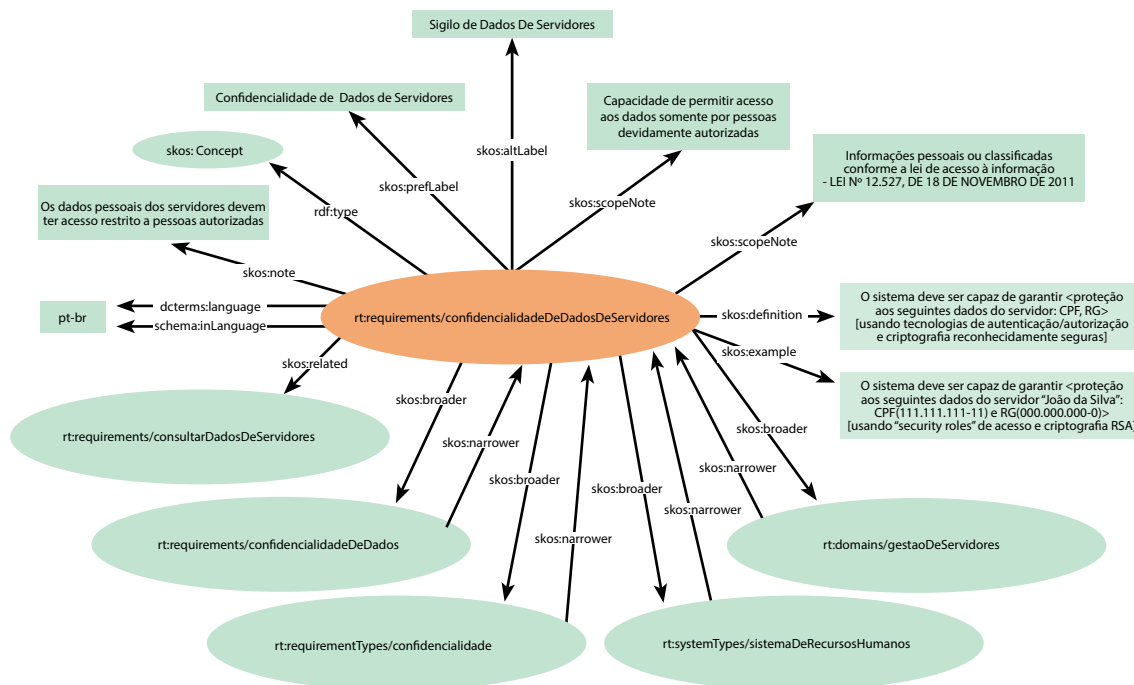 Sigilo de Dados De Servidores
Confidencialidade de Dados de Servidores
Capacidade de permitir acesso
aos dados somente por pessoas
devidamente autorizadas
skos: Concept
skos:altLabel
Informações pessoais ou classificadas
conforme a lei de acesso à informação
- LEI Nº 12.527, DE 18 DE NOVEMBRO DE 2011
skos:prefLabel
Os dados pessoais dos servidores devem
ter acesso restrito a pessoas autorizadas
rdf:type
skos:scopeNote
skos:scopeNote
skos:note
pt-br
dcterms:language
schema:inLanguage
rt:requirements/confidencialidadeDeDadosDeServidores
skos:definition
O sistema deve ser capaz de garantir <proteção
aos seguintes dados do servidor: CPF, RG>
[usando tecnologias de autenticação/autorização
e criptografia reconhecidamente seguras]
skos:example
skos:related
O sistema deve ser capaz de garantir <proteção
aos seguintes dados do servidor “João da Silva”:
CPF(111.111.111-11) e RG(000.000.000-0)>
[usando “security roles” de acesso e criptografia RSA]
skos:broader
skos:broader
rt:requirements/consultarDadosDeServidores
skos:narrower
skos:broader
skos:broader
skos:narrower
skos:narrower
skos:narrower
rt:requirements/confidencialidadeDeDados
rt:domains/gestaoDeServidores
rt:requirementTypes/confidencialidade
rt:systemTypes/sistemaDeRecursosHumanos